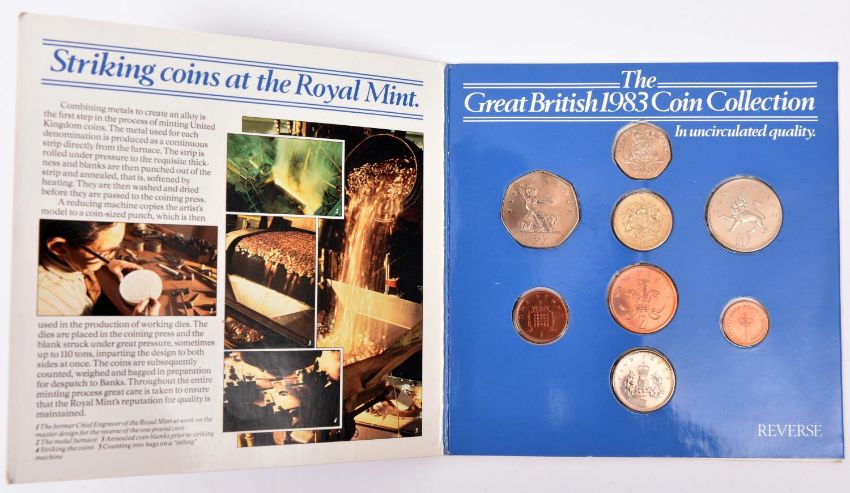 Striking coins at the Royal Mint.
Combining metals to create an alloy is
the first step in the process of minting United
Kingdom coins. The metal used for each
denomination is produced as a continuous
strip directly from the furnace. The strip is
rolled under pressure to the requisite thick-
ness and blanks are then punched out of the
strip and annealed, that is, softened by
heating. They are then washed and dried
before they are passed to the coining press.
A reducing machine copies the artist's
model to a coin-sized punch, which is then
used in the production of working dies. The
dies are placed in the coining press and the
blank struck under great pressure, sometimes
up to 110 tons, imparting the design to both
sides at once. The coins are subsequently
counted, weighed and bagged in preparation
for despatch to Banks. Throughout the entire
minting process great care is taken to ensure
that the Royal Mint's reputation for quality is
maintained.
1 The former Chief Engraver of the Royal Mint at work on the
master design for the reverse of the one pound coin.
2 The metal furnace 3 Annealed coin blanks prior to striking
4 Striking the coins 5 Counting into bags on a "telling"
machine
The
Great British 1983 Coin Collection
In uncirculated quality.
50
10
2
REVERSE